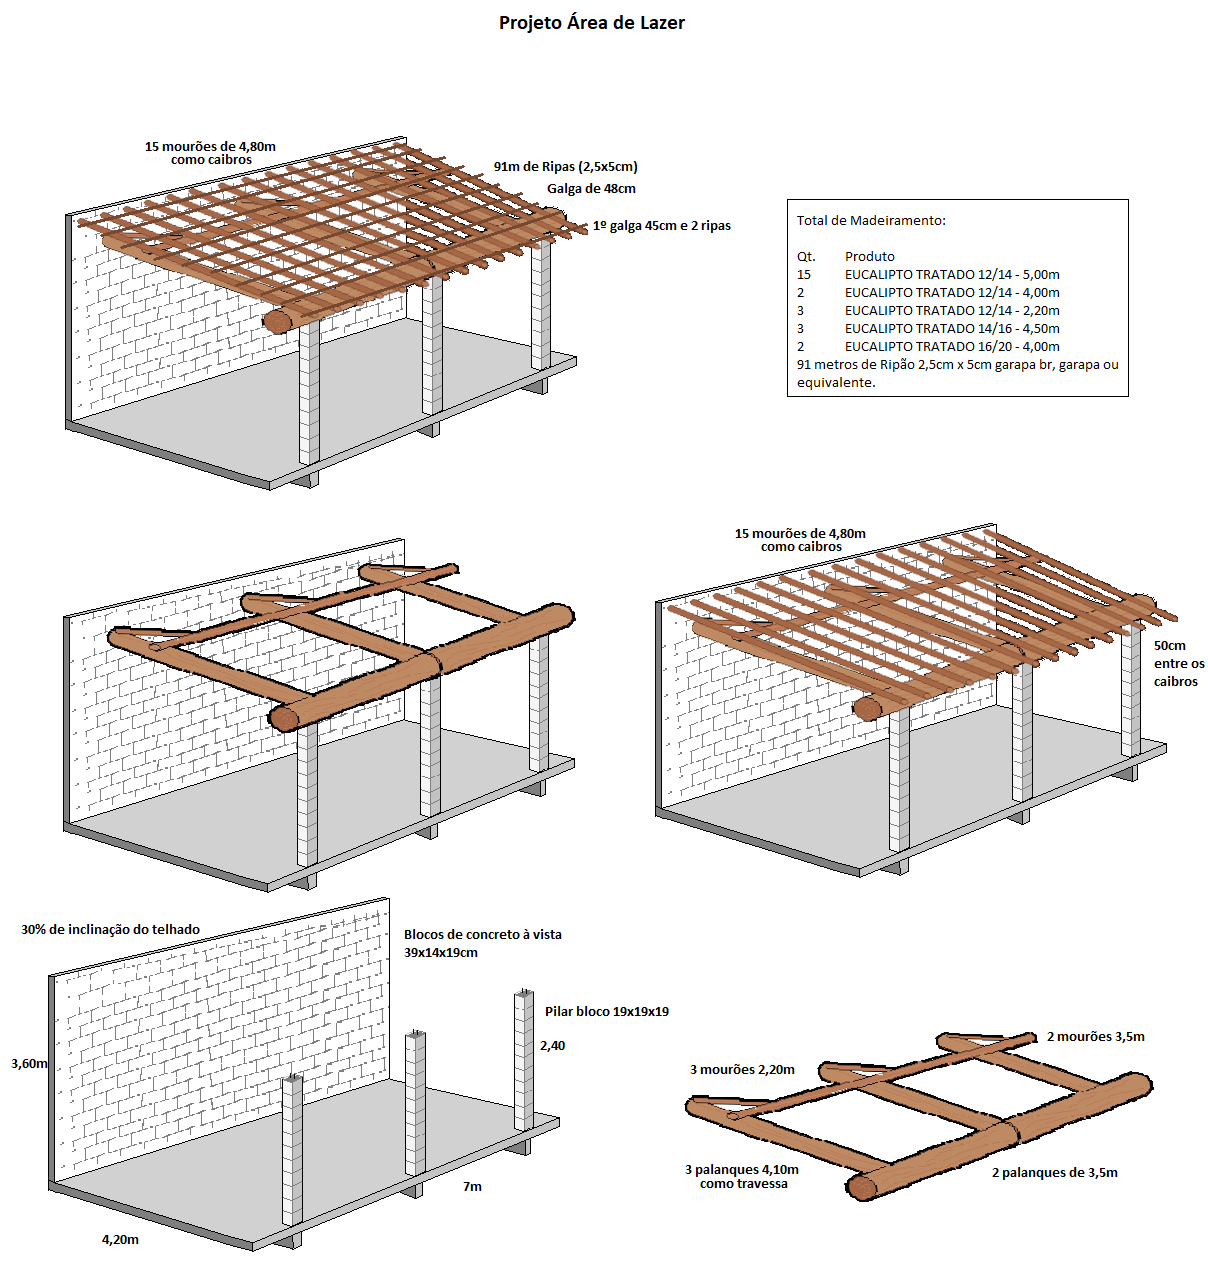 Projeto Área de Lazer
15 mourões de 4,80m
como caibros
91m de Ripas (2,5x5cm)
Galga de 48cm
1º galga 45cm e 2 ripas
Total de Madeiramento:
Qt. Produto
15 EUCALIPTO TRATADO 12/14 - 5,00m
2 EUCALIPTO TRATADO 12/14 - 4,00m
3 EUCALIPTO TRATADO 12/14 - 2,20m
3 EUCALIPTO TRATADO 14/16 - 4,50m
2 EUCALIPTO TRATADO 16/20 - 4,00m
91 metros de Ripão 2,5cm x 5cm garapa br, garapa ou
equivalente.
15 mourões de 4,80m
como caibros
50cm
entre os
caibros
30% de inclinação do telhado
Blocos de concreto à vista
39x14x19cm
Pilar bloco 19x19x19
2,40
3,60m
7m
4,20m
2 mourões 3,5m
3 mourões 2,20m
3 palanques 4,10m
como travessa
2 palanques de 3,5m